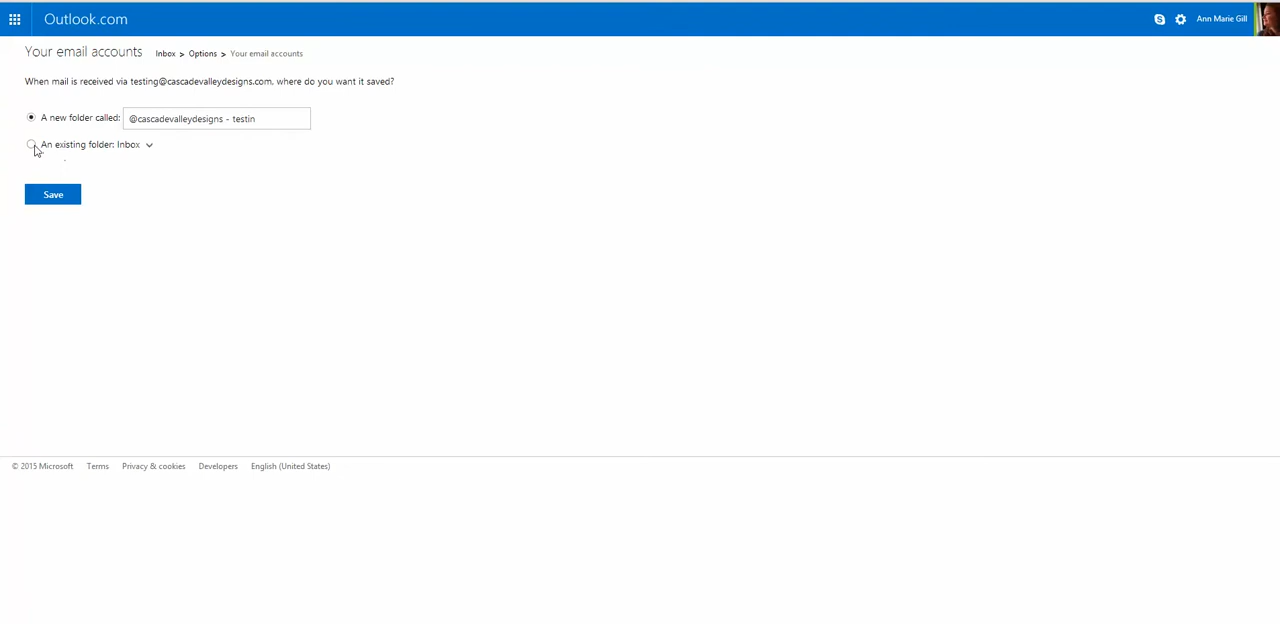 Outlook.com
Ann Marie Gill
Your email accounts Inbox > Options > Your email accounts
When mail is received via testing@cascadevalleydesigns.com, where do you want it saved?
A new folder called: @cascadevalleydesigns - testin
An existing folder: Inbox
Save
© 2015 Microsoft Terms Privacy & cookies Developers English (United States)